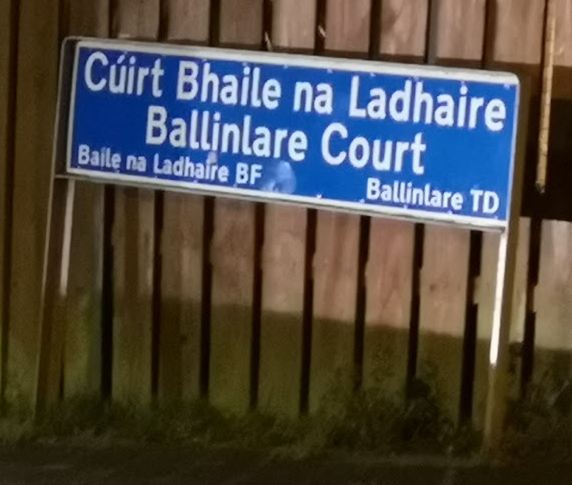 Cúirt Bhaile na Ladhaire
Ballinlare Court
Baile na Ladhaire BF
Ballinlare TD